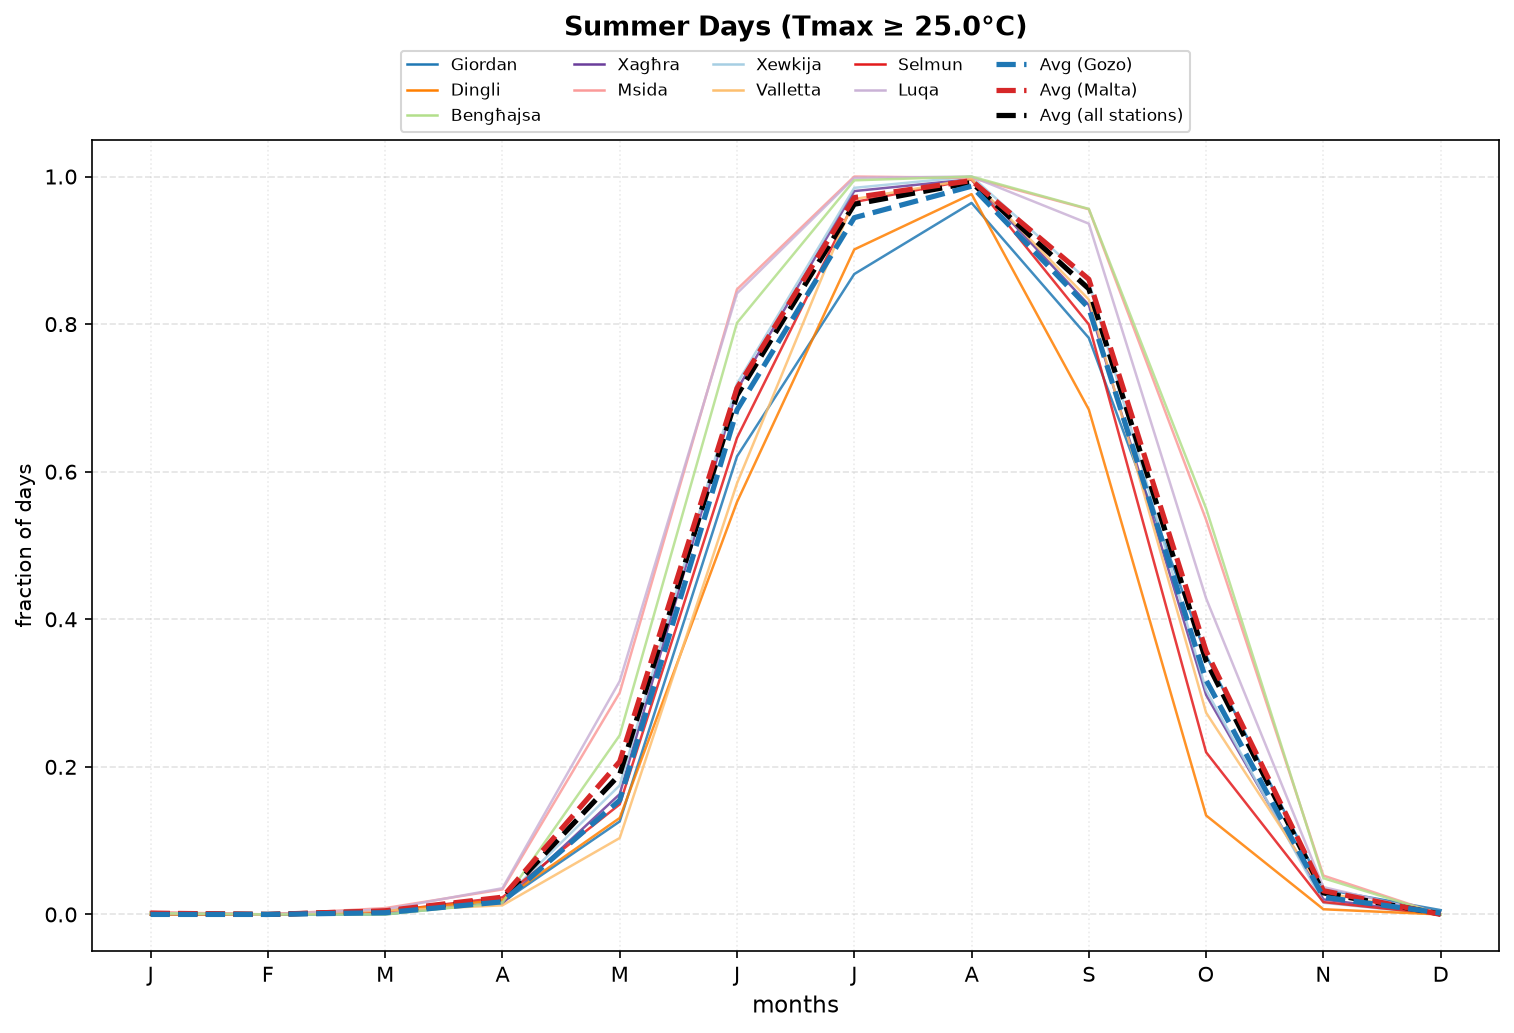 Summer Days (Tmax ≥ 25.0°C)
Giordan
Dingli
Bengħajsa
Xagħra
Msida
Xewkija
Valletta
Selmun
Luqa
Avg (Gozo)
Avg (Malta)
Avg (all stations)
fraction of days
1.0
0.8
0.6
0.4
0.2
0.0
J F M A M J J A S O N D
months